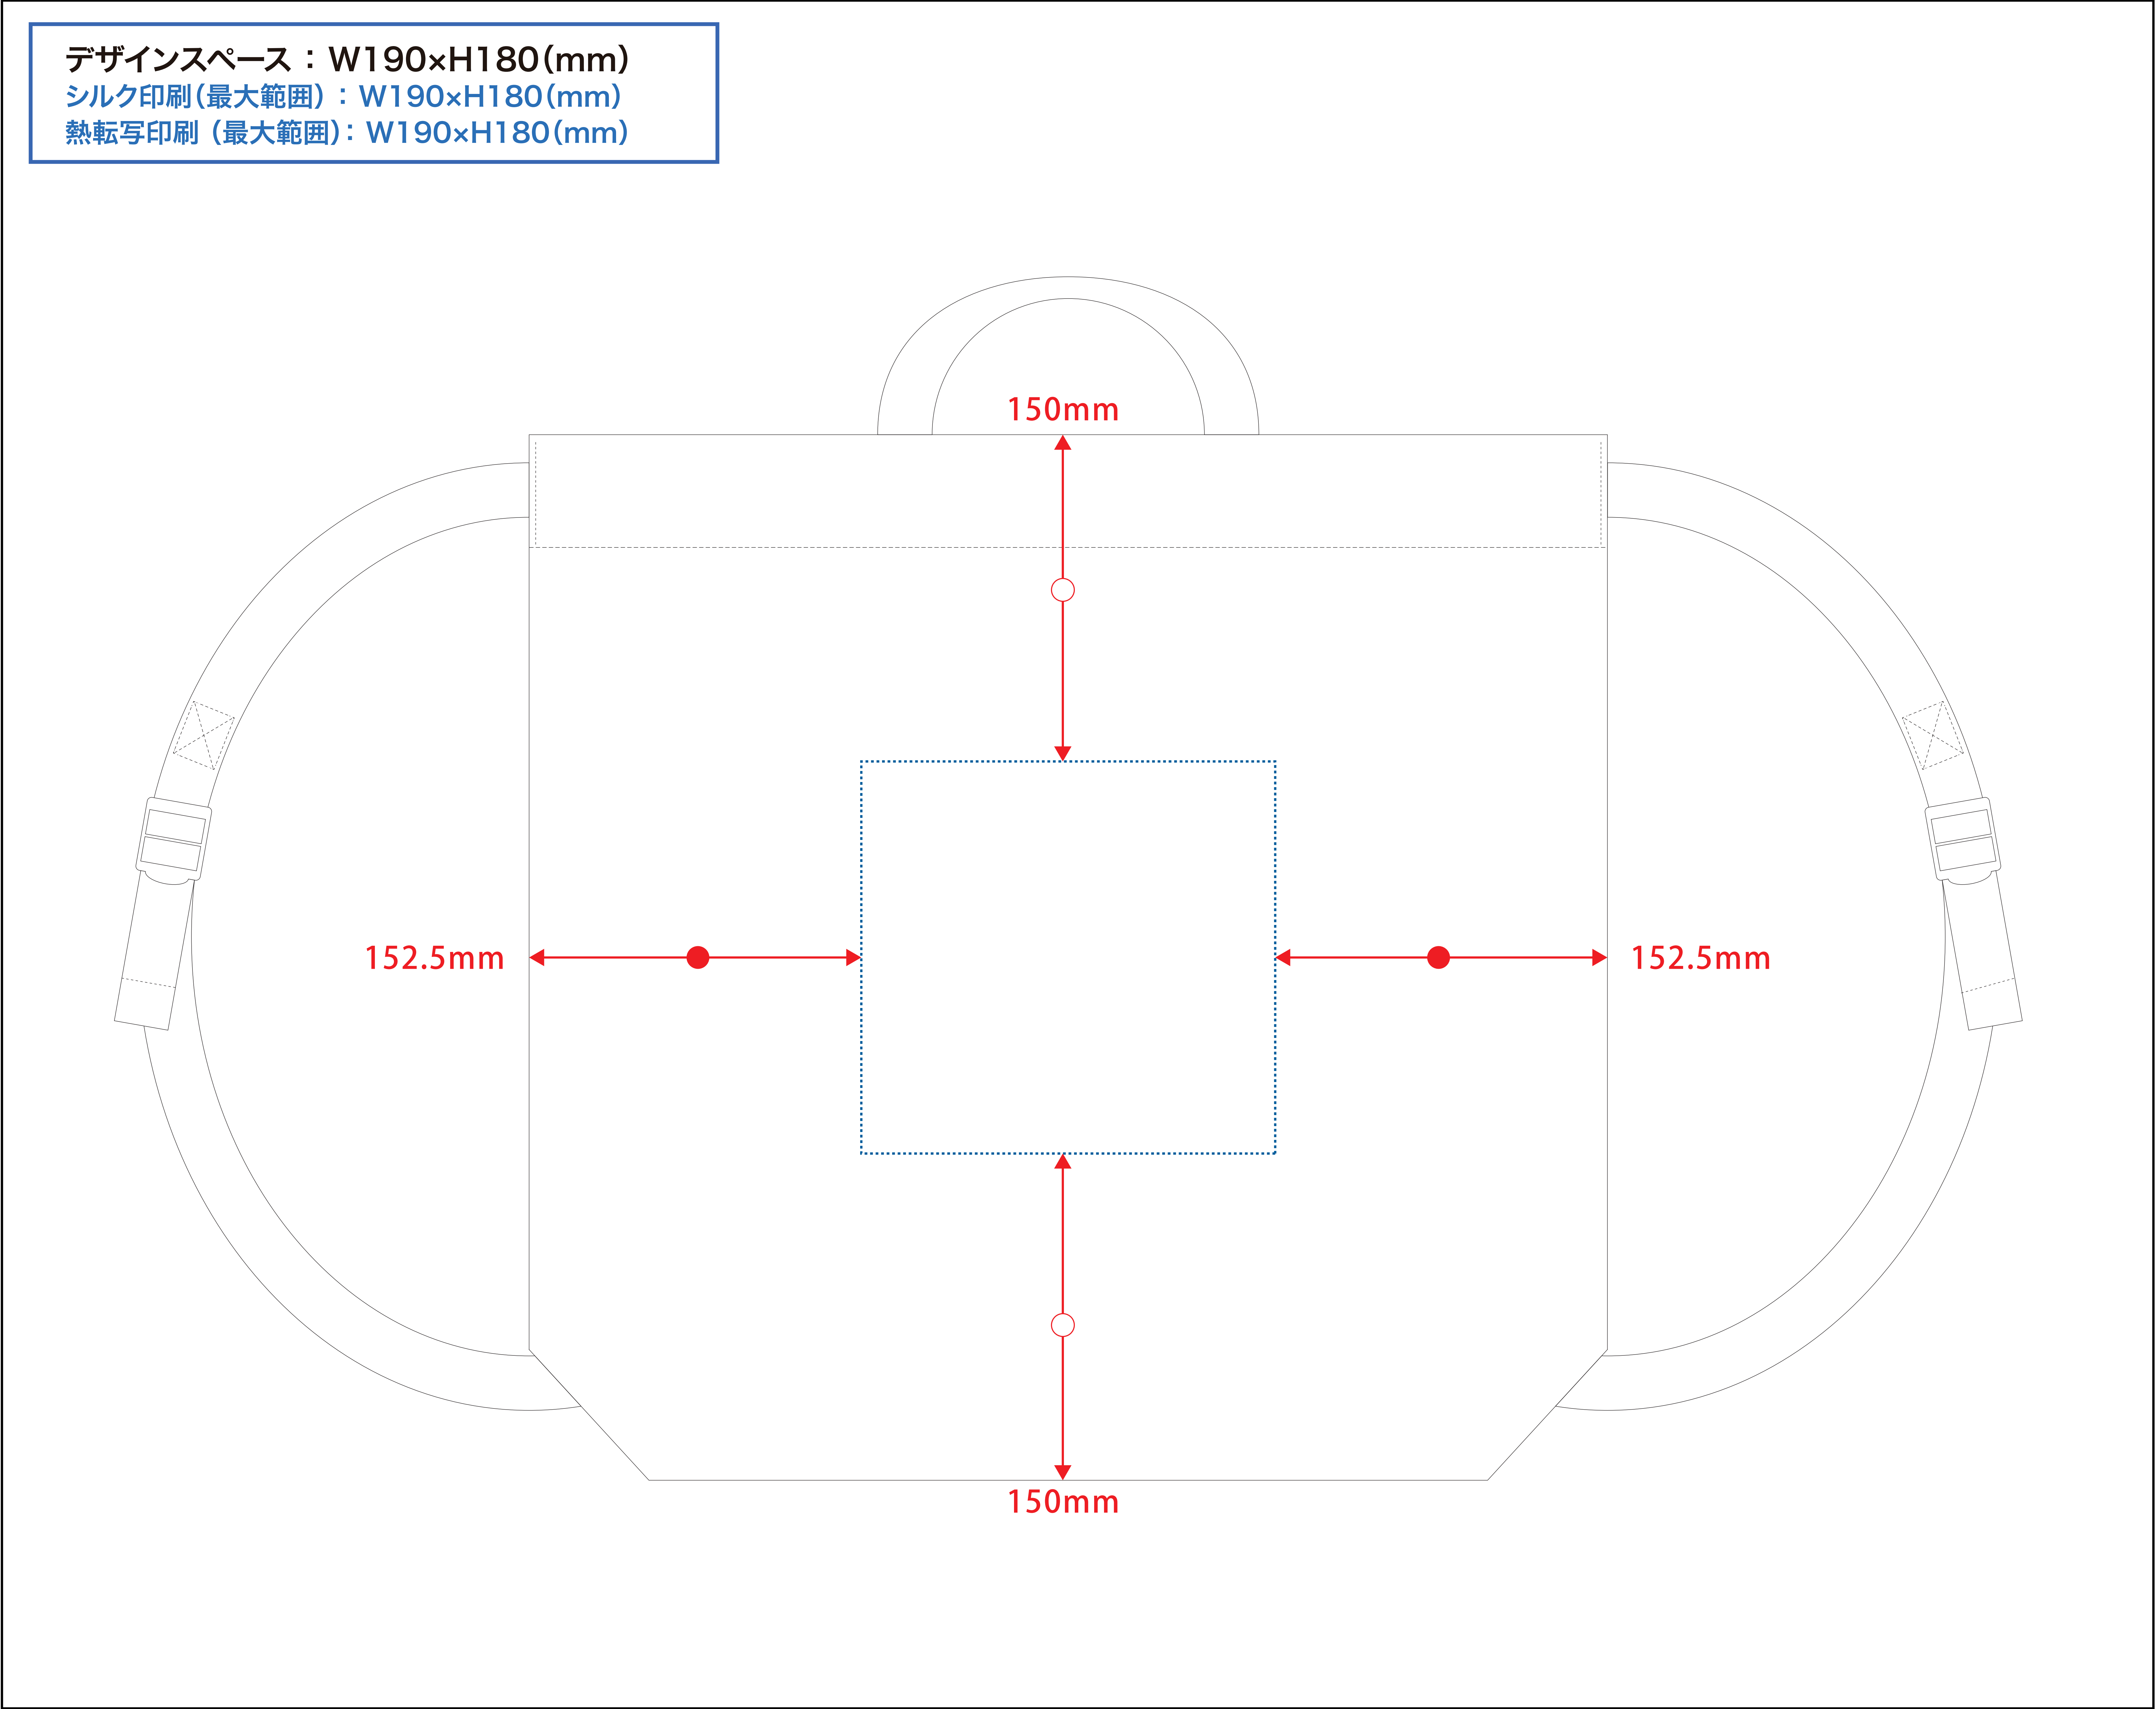 デザインスペース ： W190×H180(mm)
シルク印刷(最大範囲) ： W190×H180(mm)
熱転写印刷 (最大範囲)： W190×H180(mm)
150mm
152.5mm
152.5mm
150mm